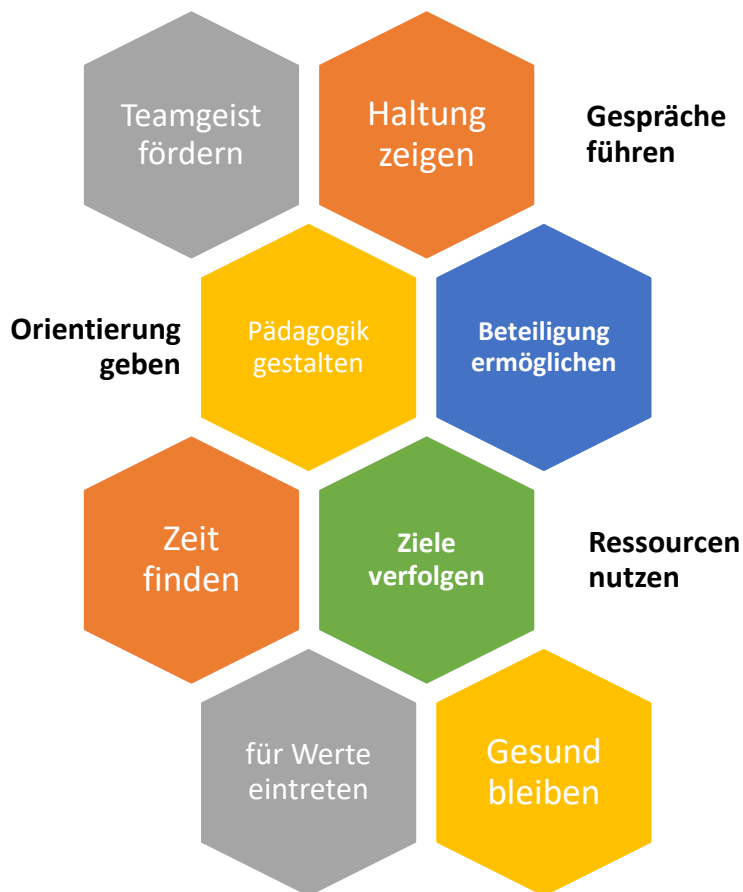 Teamgeist
fördern
Haltung
zeigen
Gespräche
führen
Orientierung
geben
Pädagogik
gestalten
Beteiligung
ermöglichen
Zeit
finden
Ziele
verfolgen
Ressourcen
nutzen
für Werte
eintreten
Gesund
bleiben